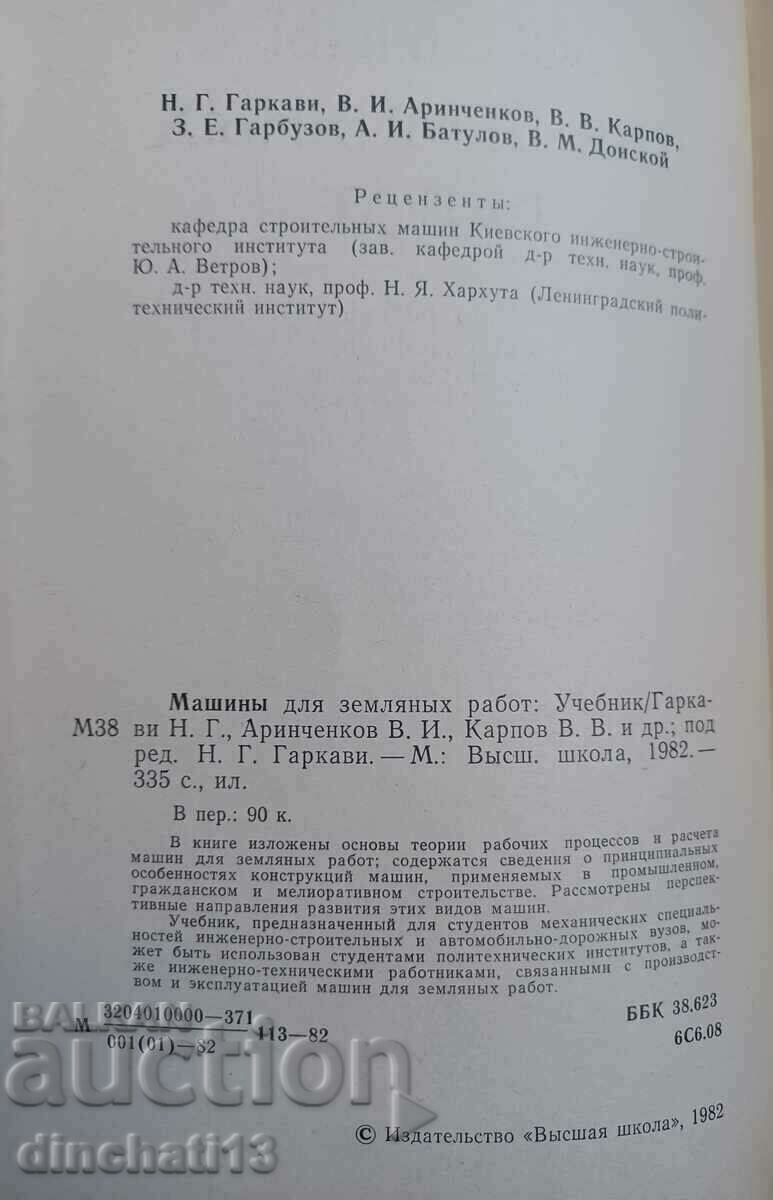 Н. Г. Гаркави, В. И. Аринченков, В. В. Карпов,
З. Е. Гарбузов, А. И. Батулов, В. М. Донской
Рецензенты:
кафедра строительных машин Киевского инженерно-строи-
тельного института (зав. кафедрой д-р техн. наук, проф.
Ю. А. Ветров);
д-р техн. наук, проф. Н. Я. Хархута (Ленинградский поли-
технический институт)
Машины для земляных работ: Учебник/Гарка-
М38 ви Н. Г., Аринченков В. И., Карпов В. В. и др.; под
ред. Н. Г. Гаркави. — М.: Высш. школа, 1982.—
335 с., ил.
В пер.: 90 к.
В книге изложены основы теории рабочих процессов и расчета
машин для земляных работ; содержатся сведения о принципиальных
особенностях конструкций машин, применяемых в промышленном,
гражданском и мелиоративном строительстве. Рассмотрены перспек-
тивные направления развития этих видов машин.
Учебник, предназначенный для студентов механических специаль-
ностей инженерно-строительных и автомобильно-дорожных вузов, мо-
жет быть использован студентами политехнических институтов, а так-
же инженерно-техническими работниками, связанными с производст-
вом и эксплуатацией машин для земляных работ.
М 3204010000—371 113—82
001(01)—82
ББК 38.623
6С6.08
© Издательство «Высшая школа», 1982
BALKAN
auction
dinchati13